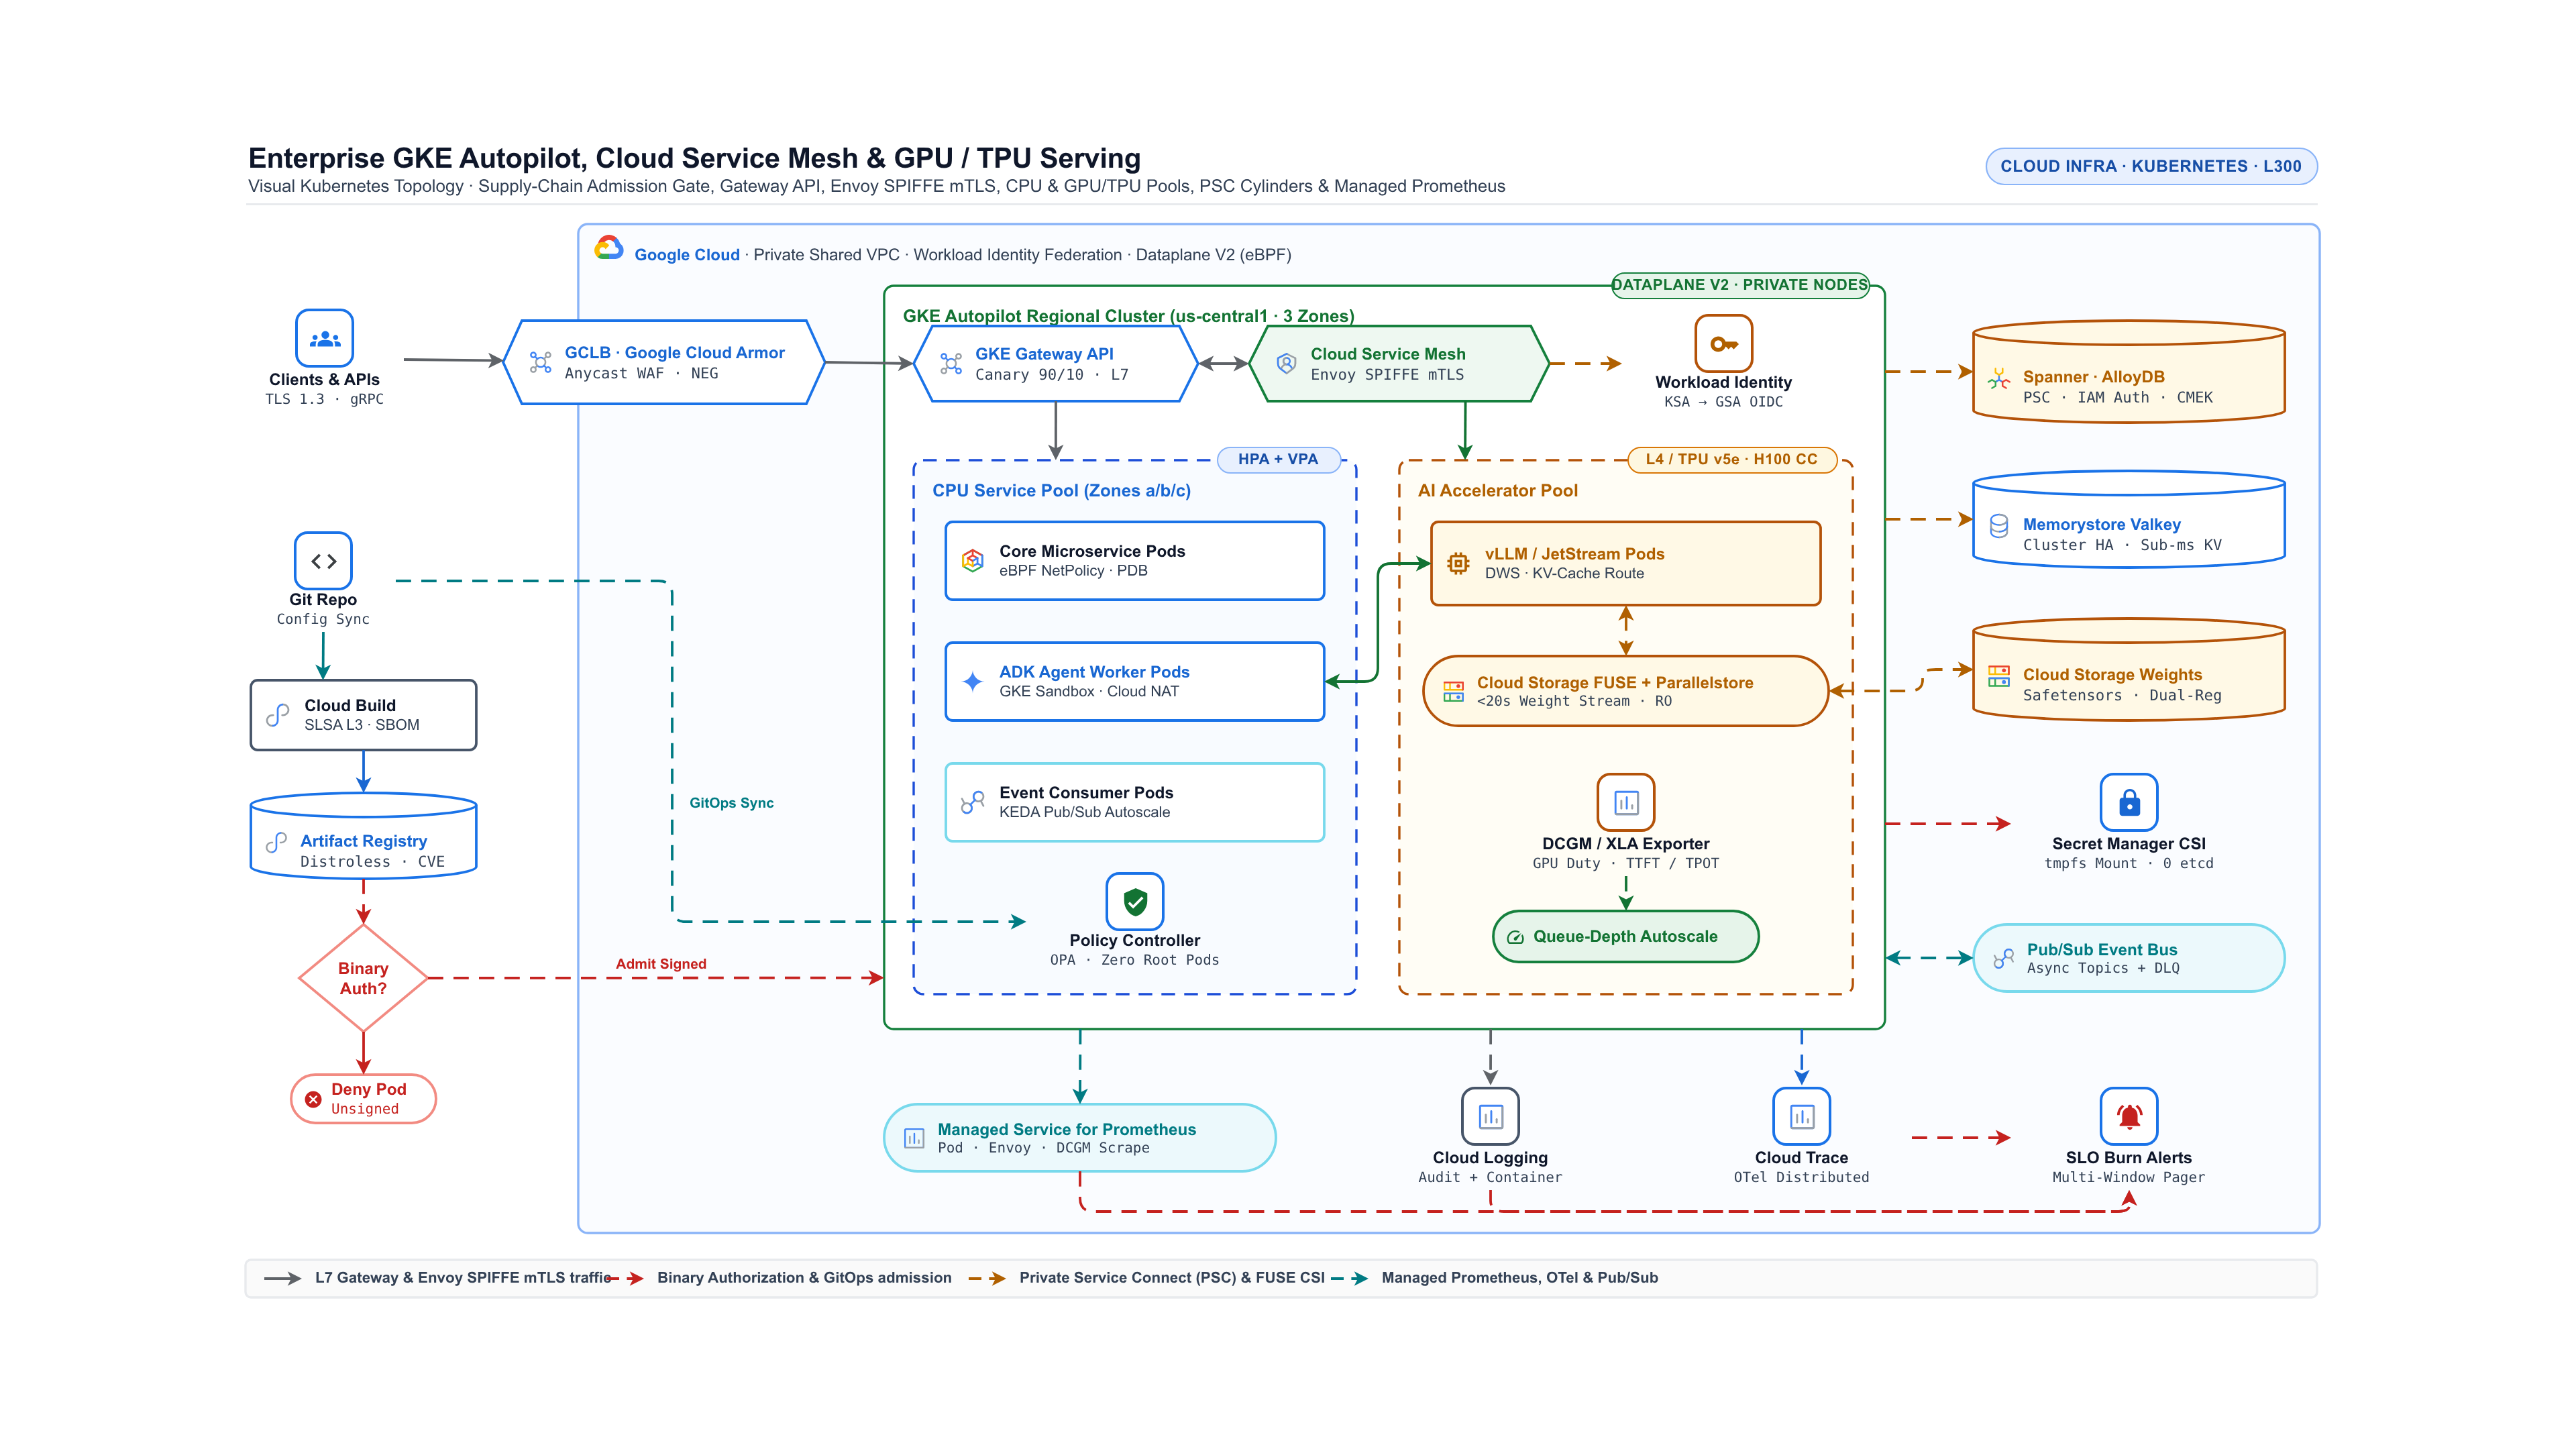 Enterprise GKE Autopilot, Cloud Service Mesh & GPU / TPU Serving
Visual Kubernetes Topology · Supply-Chain Admission Gate, Gateway API, Envoy SPIFFE mTLS, CPU & GPU/TPU Pools, PSC Cylinders & Managed Prometheus
CLOUD INFRA · KUBERNETES · L300
Google Cloud · Private Shared VPC · Workload Identity Federation · Dataplane V2 (eBPF)
DATAPLANE V2 · PRIVATE NODES
GKE Autopilot Regional Cluster (us-central1 · 3 Zones)
Clients & APIs
TLS 1.3 · gRPC
GCLB · Google Cloud Armor
Anycast WAF · NEG
GKE Gateway API
Canary 90/10 · L7
Cloud Service Mesh
Envoy SPIFFE mTLS
Workload Identity
KSA → GSA OIDC
Spanner · AlloyDB
PSC · IAM Auth · CMEK
HPA + VPA
CPU Service Pool (Zones a/b/c)
L4 / TPU v5e · H100 CC
AI Accelerator Pool
Core Microservice Pods
eBPF NetPolicy · PDB
vLLM / JetStream Pods
DWS · KV-Cache Route
Memorystore Valkey
Cluster HA · Sub-ms KV
Git Repo
Config Sync
ADK Agent Worker Pods
GKE Sandbox · Cloud NAT
Cloud Storage FUSE + Parallelstore
<20s Weight Stream · RO
Cloud Storage Weights
Safetensors · Dual-Reg
Cloud Build
SLSA L3 · SBOM
GitOps Sync
Event Consumer Pods
KEDA Pub/Sub Autoscale
DCGM / XLA Exporter
GPU Duty · TTFT / TPOT
Secret Manager CSI
tmpfs Mount · 0 etcd
Artifact Registry
Distroless · CVE
Policy Controller
OPA · Zero Root Pods
Queue-Depth Autoscale
Pub/Sub Event Bus
Async Topics + DLQ
Binary
Auth?
Admit Signed
Deny Pod
Unsigned
Managed Service for Prometheus
Pod · Envoy · DCGM Scrape
Cloud Logging
Audit + Container
Cloud Trace
OTel Distributed
SLO Burn Alerts
Multi-Window Pager
L7 Gateway & Envoy SPIFFE mTLS traffic
Binary Authorization & GitOps admission
Private Service Connect (PSC) & FUSE CSI
Managed Prometheus, OTel & Pub/Sub